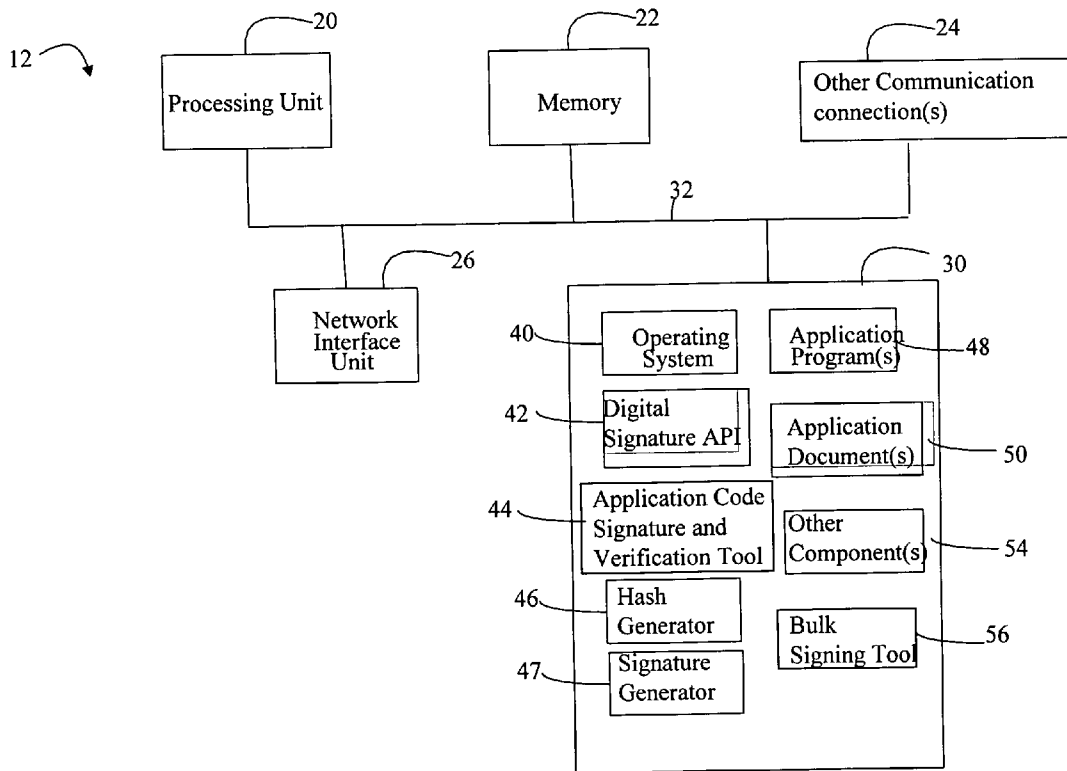 12
20
22
24
Processing Unit
Memory
Other Communication
connection(s)
32
26
30
Network
Interface
Unit
40
Operating
System
Application
Program(s)
48
42
Digital
Signature API
Application
Document(s)
50
44
Application Code
Signature and
Verification Tool
Other
Component(s)
54
46
Hash
Generator
Bulk
Signing Tool
56
47
Signature
Generator